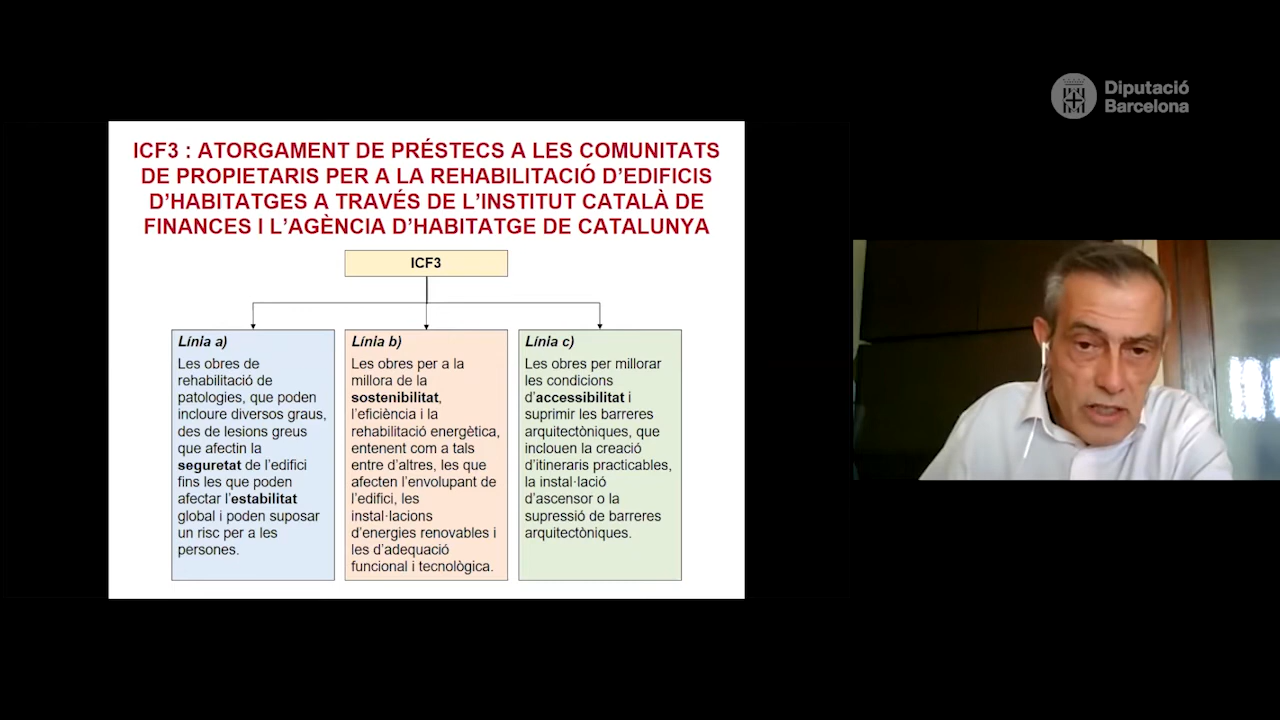 Diputació
Barcelona
ICF3 : ATORGAMENT DE PRÉSTECS A LES COMUNITATS
DE PROPIETARIS PER A LA REHABILITACIÓ D’EDIFICIS
D’HABITATGES A TRAVÉS DE L’INSTITUT CATALÀ DE
FINANCES I L’AGÈNCIA D’HABITATGE DE CATALUNYA
ICF3
Línia a)
Les obres de
rehabilitació de
patologies, que poden
incloure diversos graus,
des de lesions greus
que afectin la
seguretat de l’edifici
fins les que poden
afectar l’estabilitat
global i poden suposar
un risc per a les
persones.
Línia b)
Les obres per a la
millora de la
sostenibilitat,
l’eficiència i la
rehabilitació energètica,
entenent com a tals
entre d’altres, les que
afecten l’envolupant de
l’edifici, les
instal·lacions
d’energies renovables i
les d’adequació
funcional i tecnològica.
Línia c)
Les obres per millorar
les condicions
d’accessibilitat i
suprimir les barreres
arquitectòniques, que
inclouen la creació
d’itineraris practicables,
la instal·lació
d’ascensor o la
supressió de barreres
arquitectòniques.